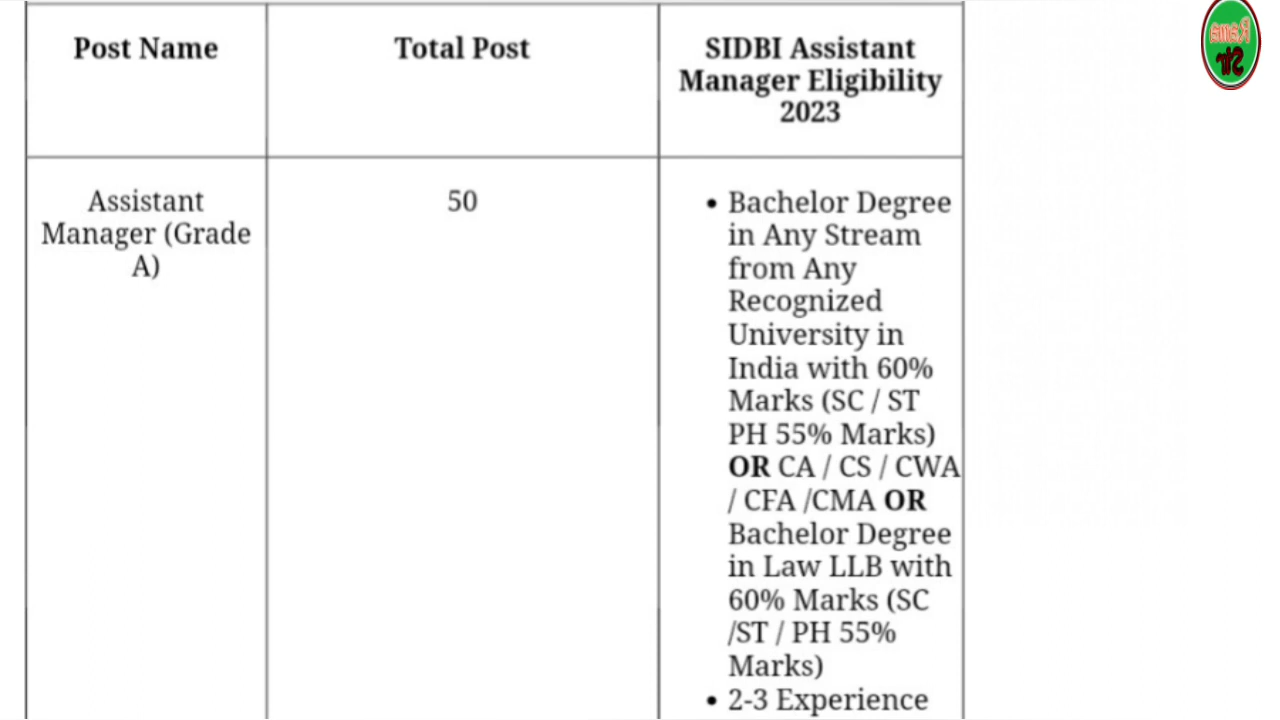 Post Name
Total Post
SIDBI Assistant
Manager Eligibility
2023
Assistant
Manager (Grade
A)
50
• Bachelor Degree
in Any Stream
from Any
Recognized
University in
India with 60%
Marks (SC / ST
PH 55% Marks)
OR CA / CS / CWA
/ CFA /CMA OR
Bachelor Degree
in Law LLB with
60% Marks (SC
/ST / PH 55%
Marks)
• 2-3 Experience